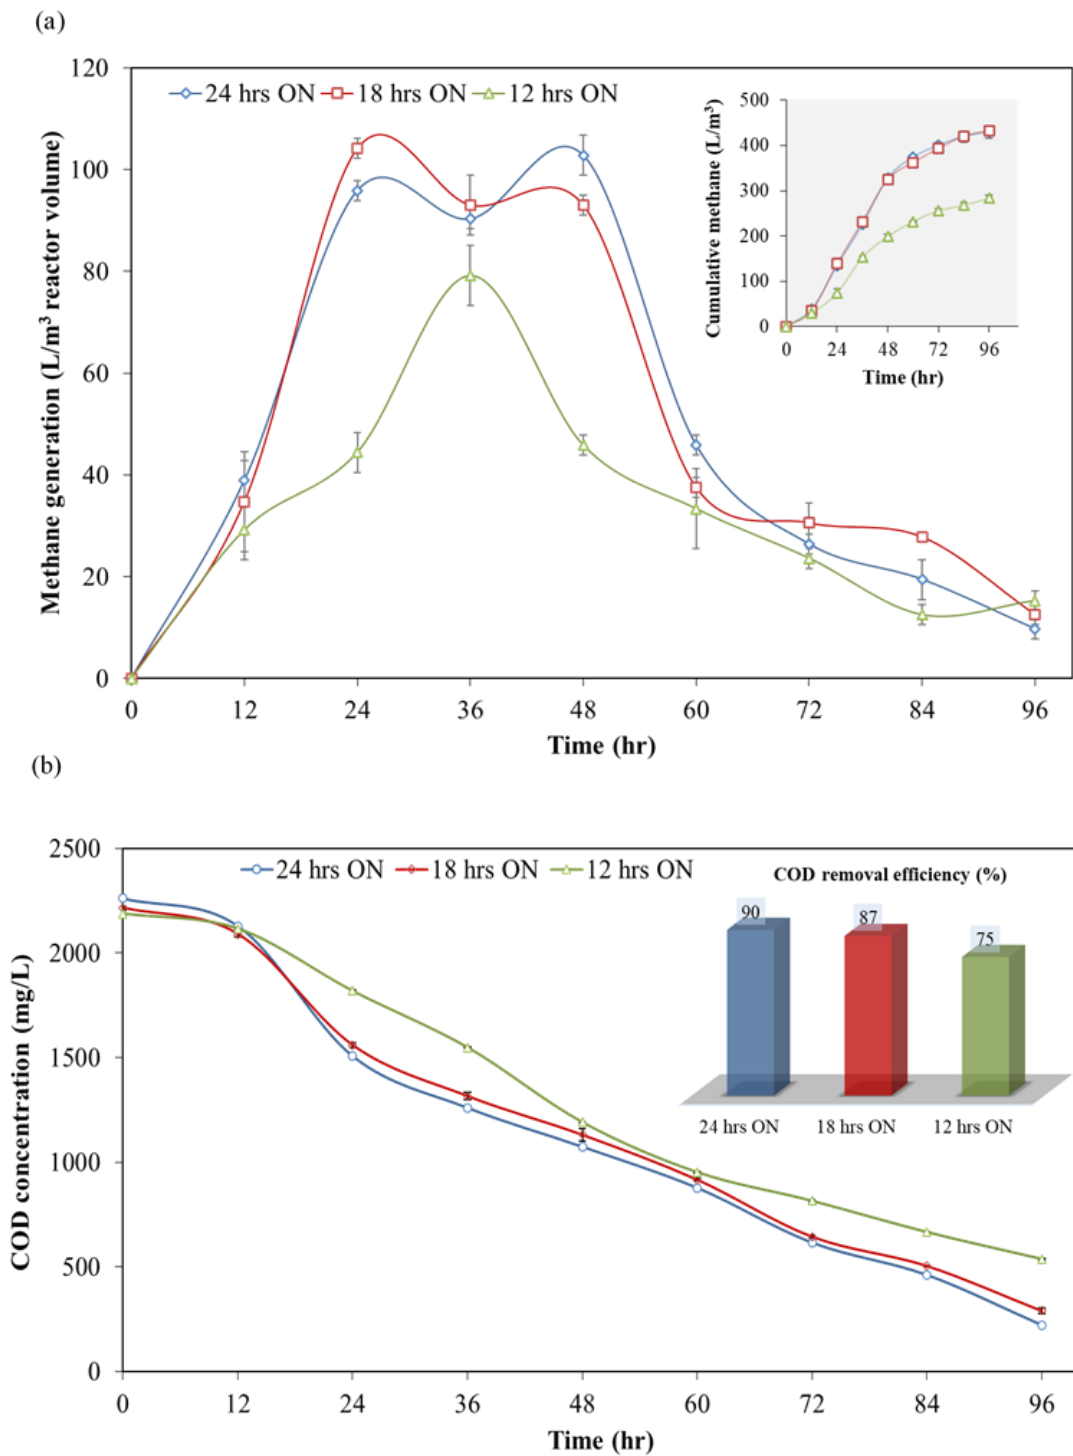 (a)
Methane generation (L/m³ reactor volume)
120
100
80
60
40
20
0
24 hrs ON
18 hrs ON
12 hrs ON
0 12 24 36 48 60 72 84 96
Time (hr)
Cumulative methane (L/m³)
500
400
300
200
100
0
0 24 48 72 96
Time (hr)
(b)
COD concentration (mg/L)
2500
2000
1500
1000
500
0
24 hrs ON
18 hrs ON
12 hrs ON
0 12 24 36 48 60 72 84 96
Time (hr)
COD removal efficiency (%)
90
87
75
24 hrs ON
18 hrs ON
12 hrs ON